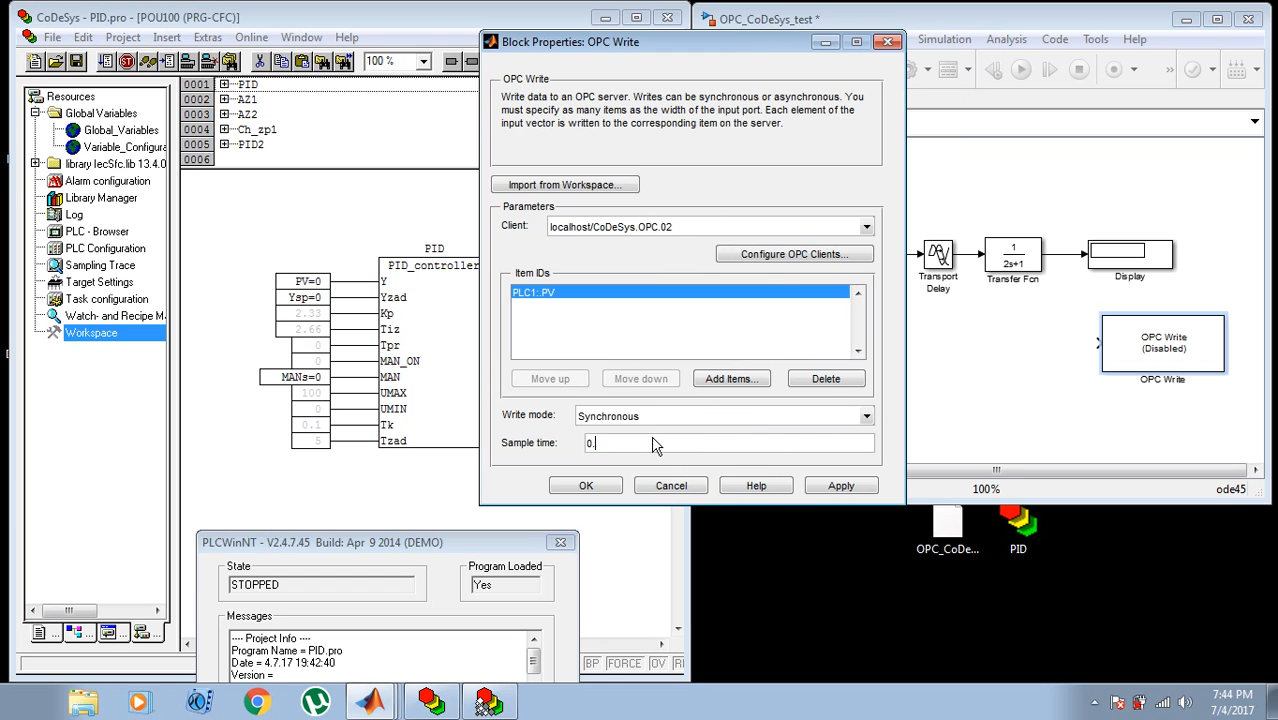 CoDeSys - PID.pro - [POU100 (PRG-CFC)]
File Edit Project Insert Extras Online Window Help
100 %
Resources
Global Variables
Global_Variables
Variable_Configura
library IecSfc.lib 13.4.0
Alarm configuration
Library Manager
Log
PLC - Browser
PLC Configuration
Sampling Trace
Target Settings
Task configuration
Watch- and Recipe M
Workspace
0001 PID
0002 AZ1
0003 AZ2
0004 Ch_zp1
0005 PID2
0006
PID
PID_controller
PV=0 Y
Ysp=0 Yzad
2.33 Kp
2.66 Tiz
0 Tpr
0 MAN_ON
MANs=0 MAN
100 UMAX
0 UMIN
0.1 Tk
5 Tzad
BP FORCE OV
PLCWinNT - V2.4.7.45 Build: Apr 9 2014 (DEMO)
State
STOPPED
Program Loaded
Yes
Messages
---- Project Info ----
Program Name = PID.pro
Date = 4.7.17 19:42:40
Version =
Block Properties: OPC Write
OPC Write
Write data to an OPC server. Writes can be synchronous or asynchronous. You
must specify as many items as the width of the input port. Each element of the
input vector is written to the corresponding item on the server.
Import from Workspace...
Parameters
Client: localhost/CoDeSys.OPC.02
Configure OPC Clients...
Item IDs
PLC1:.PV
Move up Move down Add Items... Delete
Write mode: Synchronous
Sample time: 0.
OK Cancel Help Apply
OPC_CoDeSys_test *
Simulation Analysis Code Tools Help
»
Transport
Delay
1
2s+1
Transfer Fcn
Display
OPC Write
(Disabled)
OPC Write
100% ode45
OPC_CoDe... PID
7:44 PM
7/4/2017